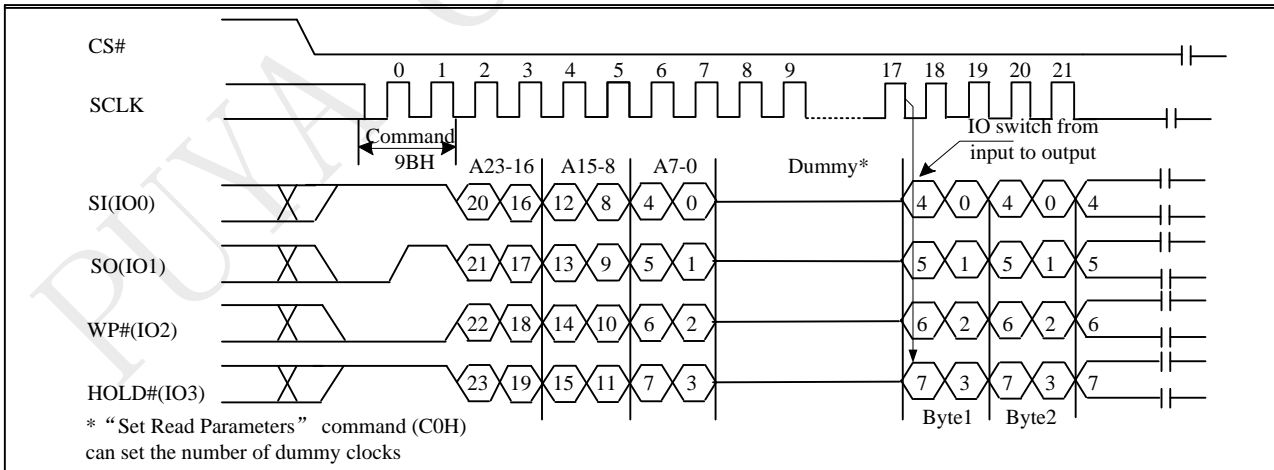 PUYA
CS#
0 1 2 3 4 5 6 7 8 9 17 18 19 20 21
SCLK
Command
9BH
IO switch from
input to output
A23-16 A15-8 A7-0 Dummy*
SI(IO0) 20 16 12 8 4 0 4 0 4 0 4
SO(IO1) 21 17 13 9 5 1 5 1 5 1 5
WP#(IO2) 22 18 14 10 6 2 6 2 6 2 6
HOLD#(IO3) 23 19 15 11 7 3 7 3 7 3 7
Byte1 Byte2
* “Set Read Parameters” command (C0H)
can set the number of dummy clocks